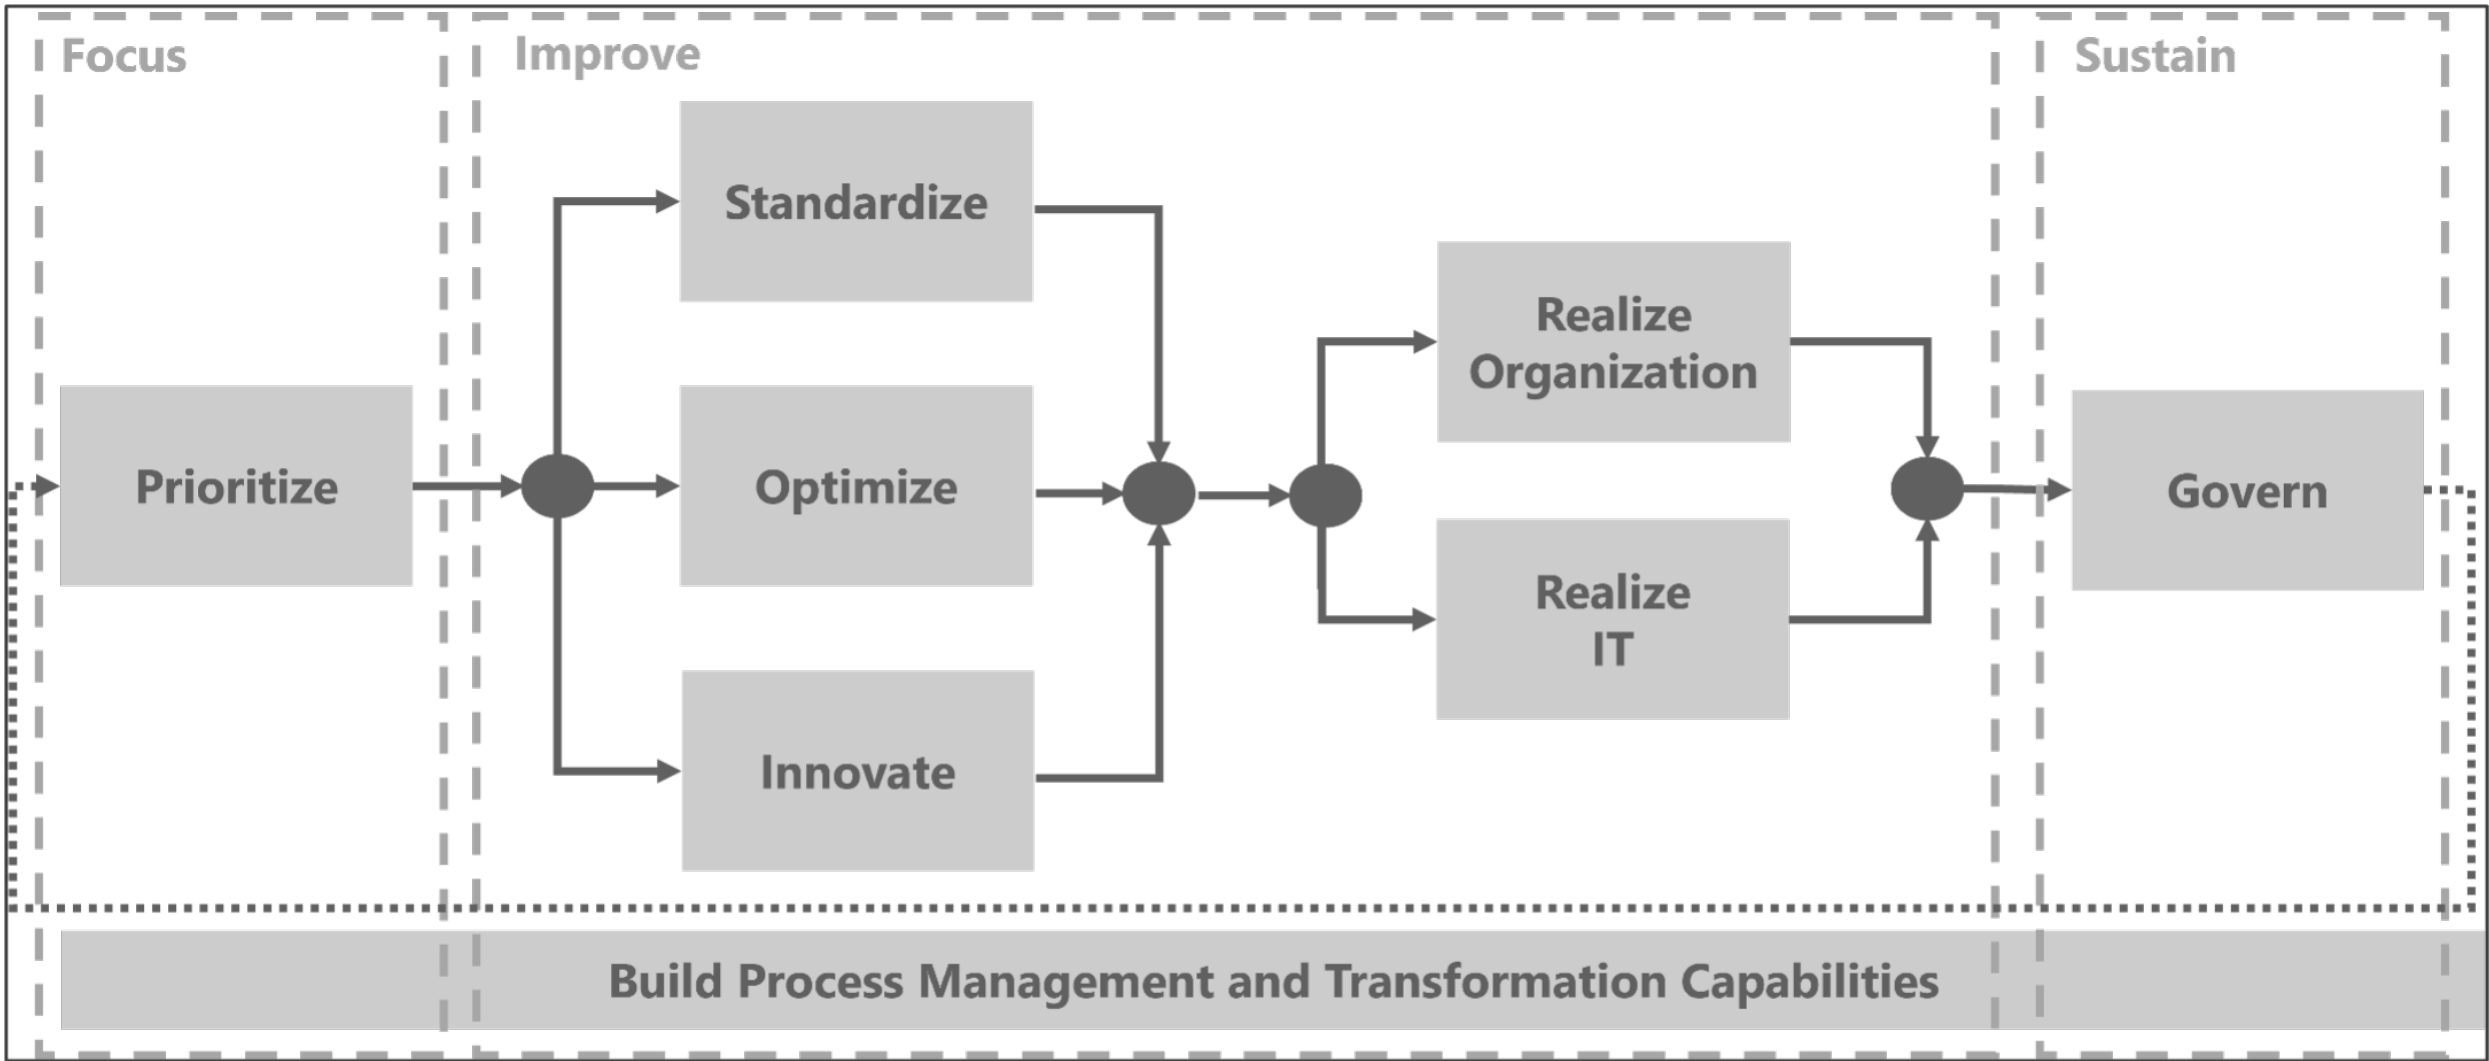 Focus
Improve
Sustain
Standardize
Realize
Organization
Prioritize
Optimize
Govern
Realize
IT
Innovate
Build Process Management and Transformation Capabilities